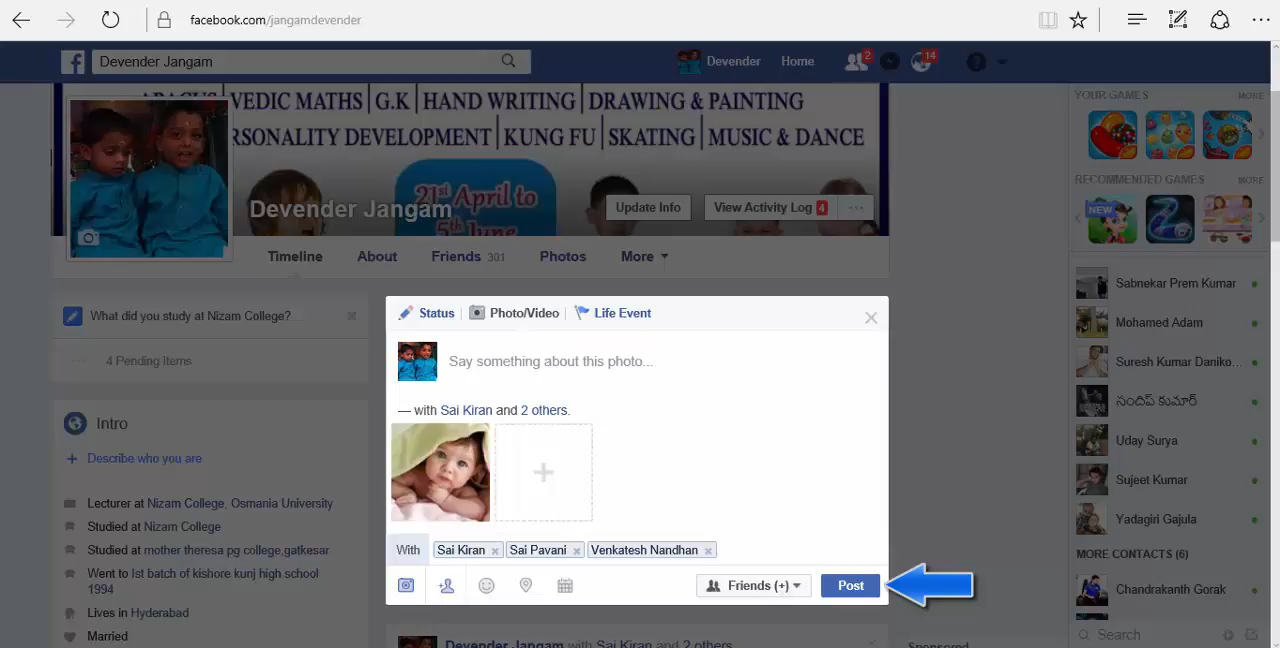 facebook.com/jangamdevender
Devender Jangam
Devender
Home
2
14
VEDIC MATHS | G.K | HAND WRITING | DRAWING & PAINTING
PERSONALITY DEVELOPMENT | KUNG FU | SKATING | MUSIC & DANCE
21st April to
5th June
Devender Jangam
Update Info
View Activity Log 4
...
Timeline
About
Friends 301
Photos
More
What did you study at Nizam College?
4 Pending Items
Intro
Describe who you are
Lecturer at Nizam College, Osmania University
Studied at Nizam College
Studied at mother theresa pg college,gatkesar
Went to Ist batch of kishore kunj high school
1994
Lives in Hyderabad
Married
Status
Photo/Video
Life Event
Say something about this photo...
— with Sai Kiran and 2 others.
With
Sai Kiran
Sai Pavani
Venkatesh Nandhan
Friends (+)
Post
Devender Jangam with Sai Kiran and 2 others.
YOUR GAMES
MORE
RECOMMENDED GAMES
MORE
NEW
Sabnekar Prem Kumar
Mohamed Adam
Suresh Kumar Daniko...
సందీప్ కుమార్
Uday Surya
Sujeet Kumar
Yadagiri Gajula
MORE CONTACTS (6)
Chandrakanth Gorak
Search
Sponsored